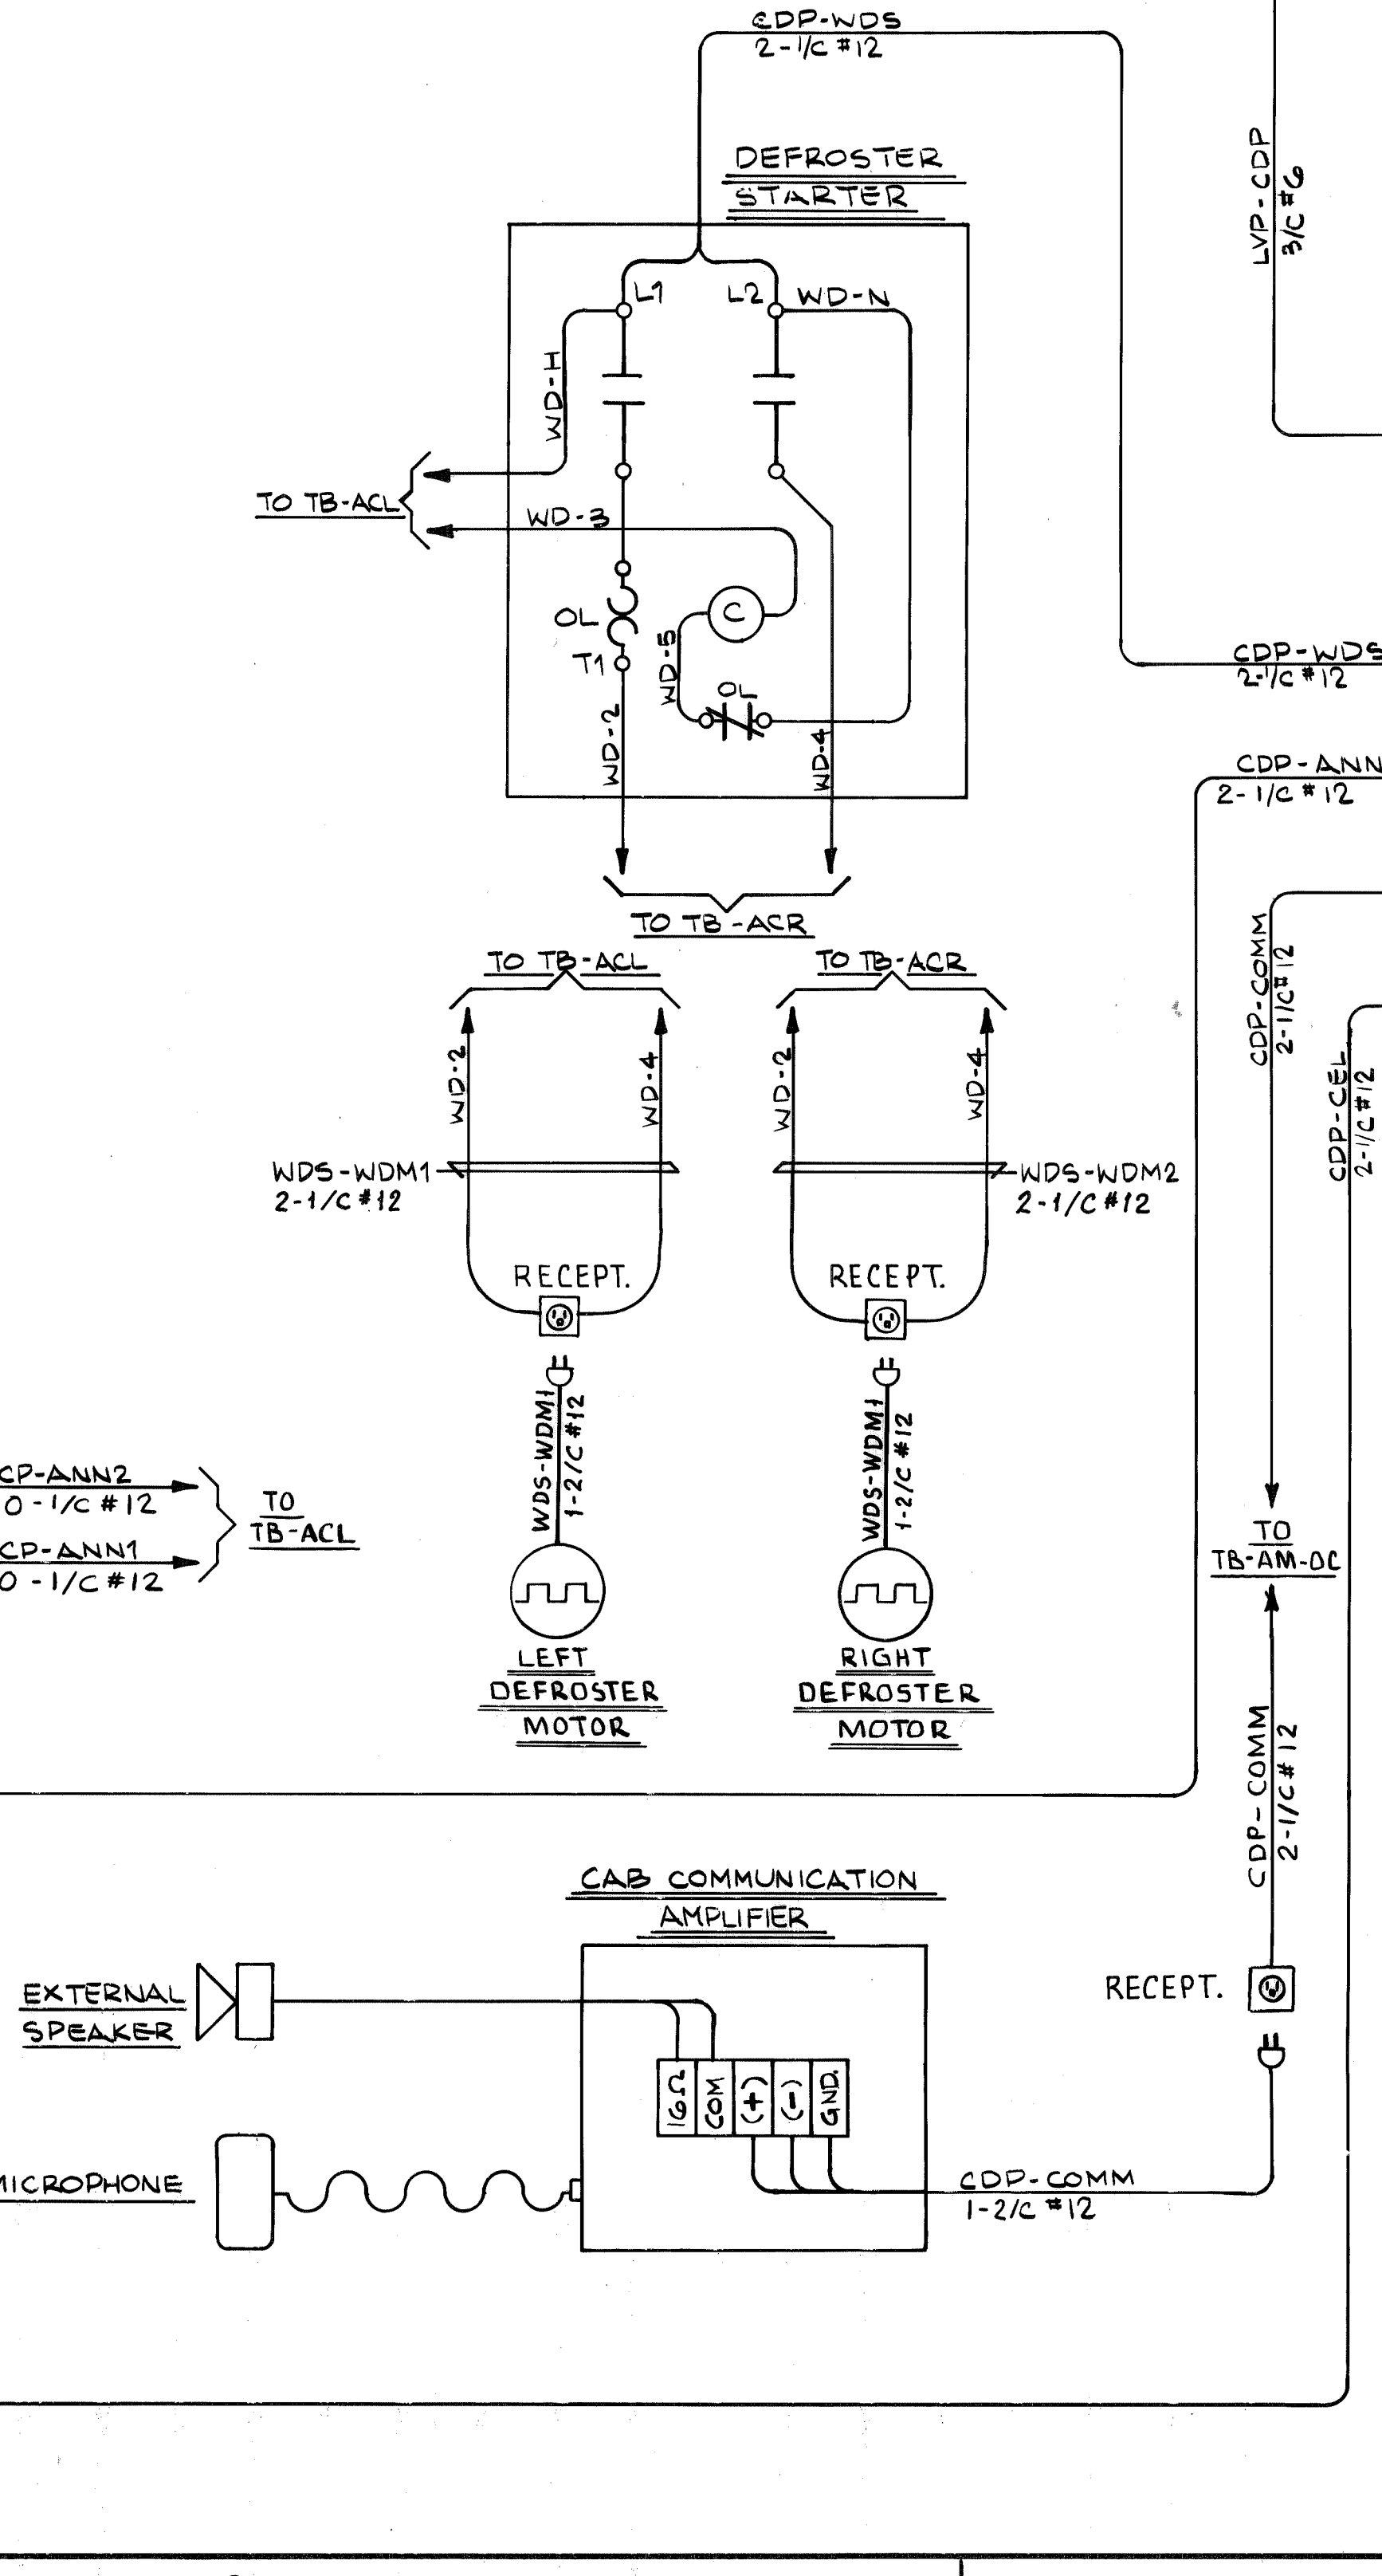 CDP-WDS
2-1/C #12
DEFROSTER
STARTER
LVP-CDP
3/C #6
L1
L2
WD-N
WD-H
TO TB-ACL
WD-3
OL
C
T1
WD-5
OL
WD-2
WD-4
CDP-WDS
2-1/C #12
CDP-ANN
2-1/C #12
TO TB-ACR
TO TB-ACL
TO TB-ACR
WD-2
WD-4
WD-2
WD-4
CDP-COMM
2-1/C #12
CDP-CEL
2-1/C #12
WDS-WDM1
2-1/C #12
WDS-WDM2
2-1/C #12
RECEPT.
RECEPT.
WDS-WDM1
1-2/C #12
WDS-WDM1
1-2/C #12
CP-ANN2
0-1/C #12
TO
TB-ACL
CP-ANN1
0-1/C #12
TO
TB-AM-DC
LEFT
DEFROSTER
MOTOR
RIGHT
DEFROSTER
MOTOR
CDP-COMM
2-1/C #12
CAB COMMUNICATION
AMPLIFIER
EXTERNAL
SPEAKER
RECEPT.
16Ω
COM
(+)
(-)
GND.
MICROPHONE
CDP-COMM
1-2/C #12